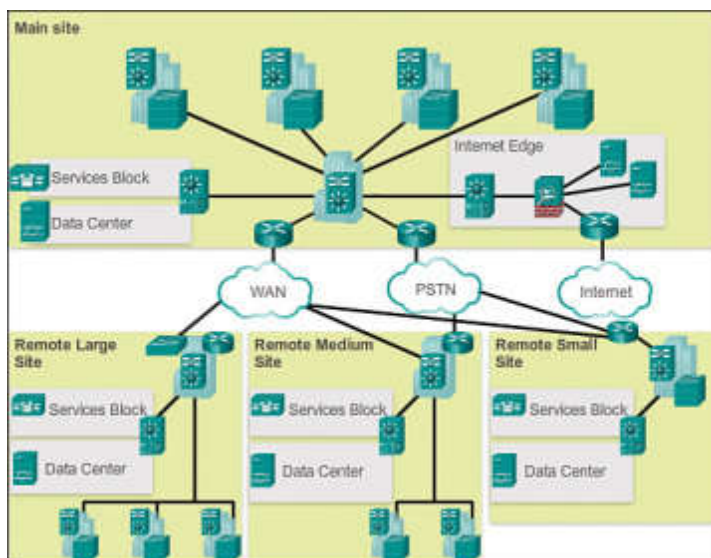 Main site
Internet Edge
Services Block
Data Center
WAN
PSTN
Internet
Remote Large
Site
Services Block
Data Center
Remote Medium
Site
Services Block
Data Center
Remote Small
Site
Services Block
Data Center